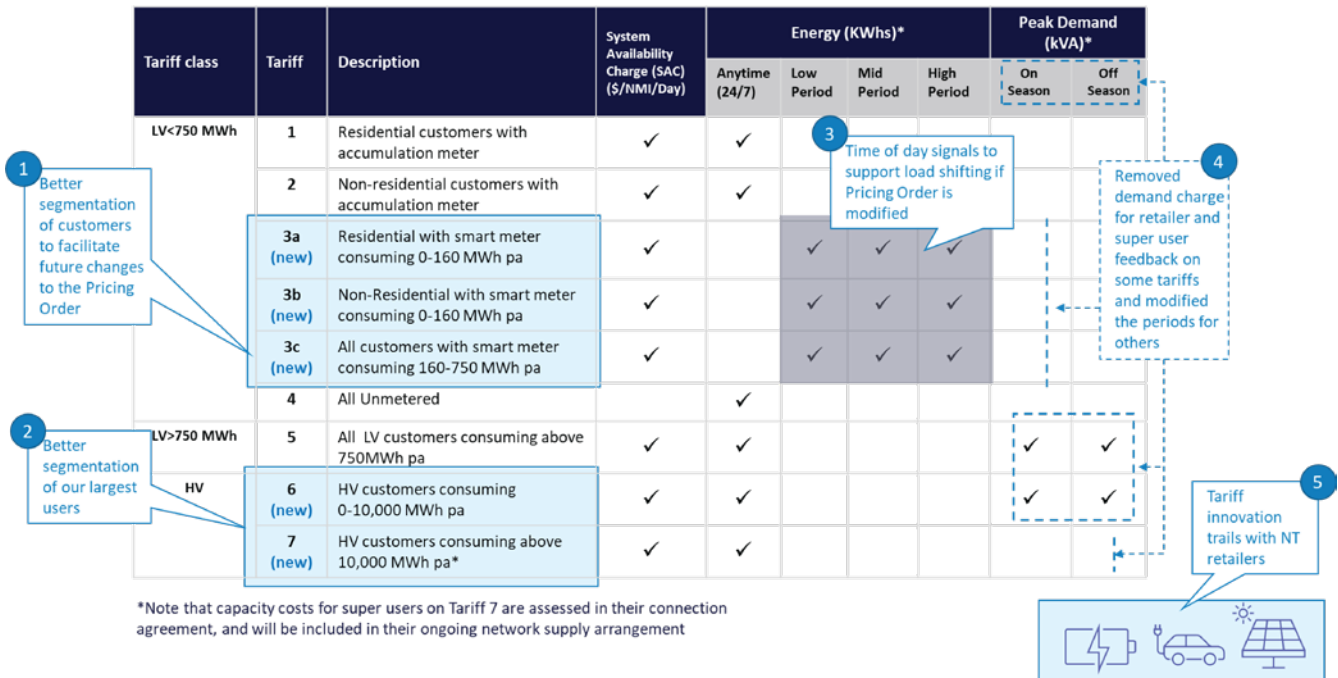 Tariff class
Tariff
Description
System
Availability
Charge (SAC)
($/NMI/Day)
Energy (KWhs)*
Peak Demand
(kVA)*
Anytime
(24/7)
Low
Period
Mid
Period
High
Period
On
Season
Off
Season
LV<750 MWh
1
Residential customers with
accumulation meter
✓
✓
2
Non-residential customers with
accumulation meter
✓
✓
3a
(new)
Residential with smart meter
consuming 0-160 MWh pa
✓
✓
✓
✓
3b
(new)
Non-Residential with smart meter
consuming 0-160 MWh pa
✓
✓
✓
✓
3c
(new)
All customers with smart meter
consuming 160-750 MWh pa
✓
✓
✓
✓
4
All Unmetered
✓
LV>750 MWh
5
All LV customers consuming above
750MWh pa
✓
✓
✓
✓
HV
6
(new)
HV customers consuming
0-10,000 MWh pa
✓
✓
✓
✓
7
(new)
HV customers consuming above
10,000 MWh pa*
✓
✓
1
Better
segmentation
of customers
to facilitate
future changes
to the Pricing
Order
2
Better
segmentation
of our largest
users
3
Time of day signals to
support load shifting if
Pricing Order is
modified
4
Removed
demand charge
for retailer and
super user
feedback on
some tariffs
and modified
the periods for
others
5
Tariff
innovation
trails with NT
retailers
*Note that capacity costs for super users on Tariff 7 are assessed in their connection
agreement, and will be included in their ongoing network supply arrangement